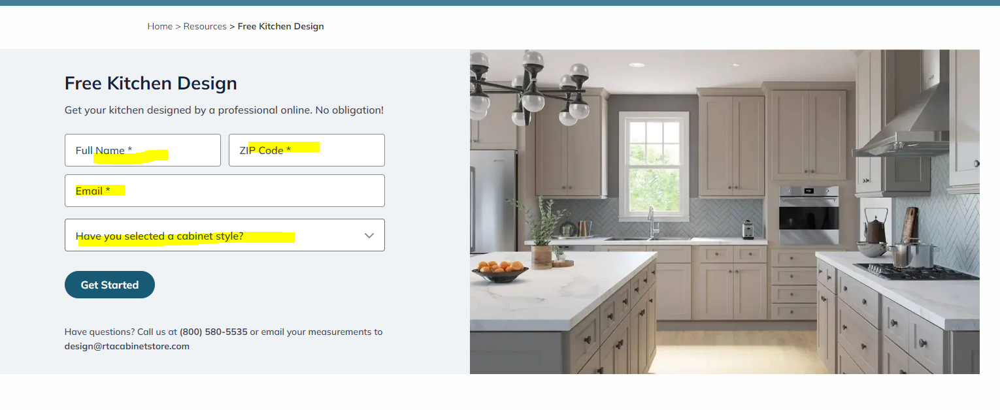 Home > Resources > Free Kitchen Design
Free Kitchen Design
Get your kitchen designed by a professional online. No obligation!
Full Name *
ZIP Code *
Email *
Have you selected a cabinet style?
Get Started
Have questions? Call us at (800) 580-5535 or email your measurements to
design@rtacabinetstore.com